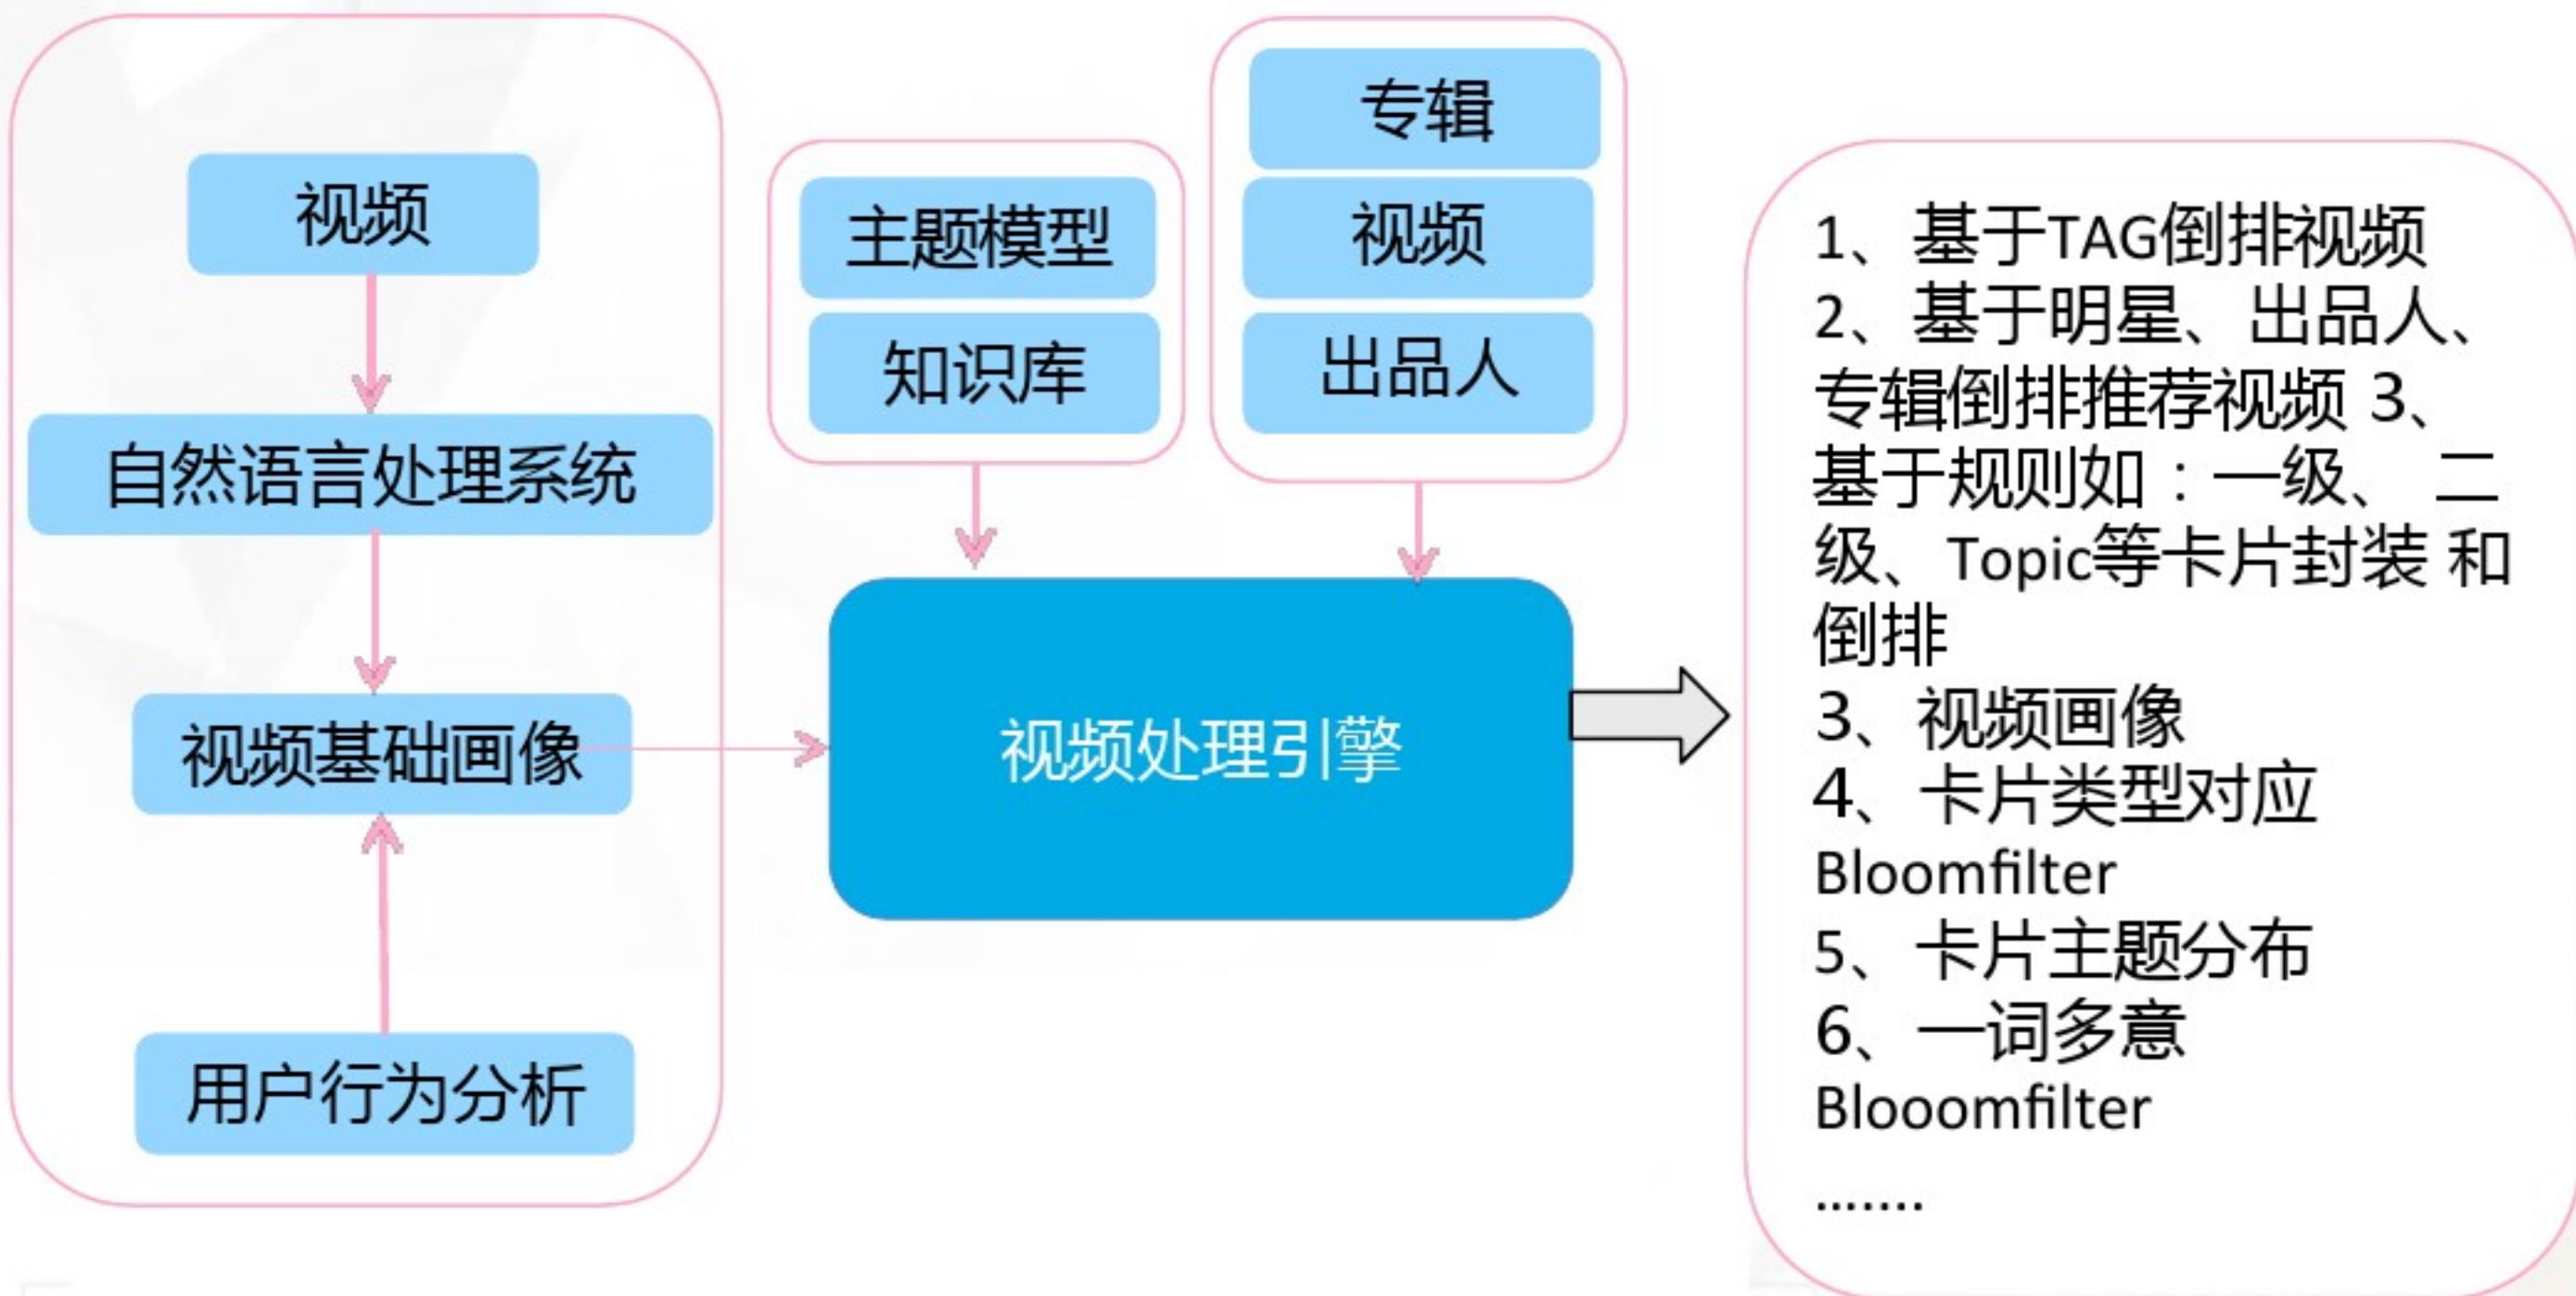 视频
自然语言处理系统
视频基础画像
用户行为分析
主题模型
知识库
专辑
视频
出品人
视频处理引擎
1、基于TAG倒排视频
2、基于明星、出品人、
专辑倒排推荐视频 3、
基于规则如：一级、 二
级、Topic等卡片封装 和
倒排
3、视频画像
4、卡片类型对应
Bloomfilter
5、卡片主题分布
6、一词多意
Blooomfilter
.......